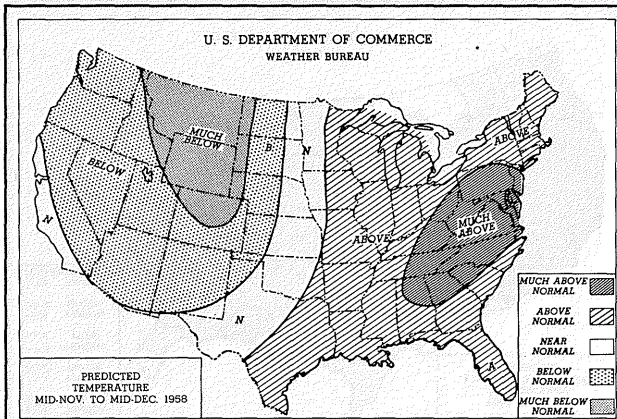 U. S. DEPARTMENT OF COMMERCE
WEATHER BUREAU
MUCH
BELOW
B
N
ABOVE
BELOW
N
MUCH
ABOVE
ABOVE
N
A
MUCH ABOVE
NORMAL
ABOVE
NORMAL
NEAR
NORMAL
BELOW
NORMAL
MUCH BELOW
NORMAL
PREDICTED
TEMPERATURE
MID-NOV. TO MID-DEC. 1958